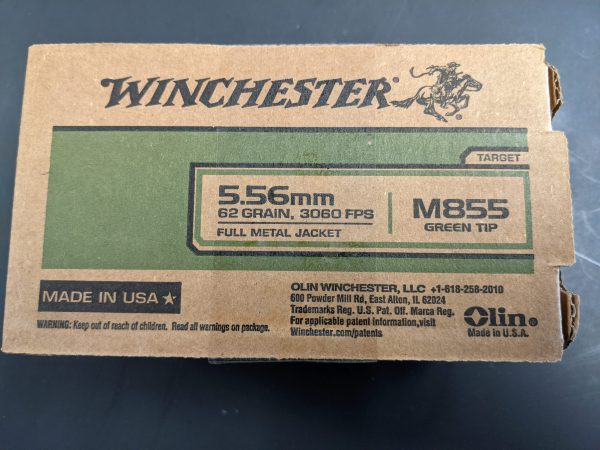 WINCHESTER®
TARGET
5.56mm
62 GRAIN, 3060 FPS
FULL METAL JACKET
M855
GREEN TIP
MADE IN USA ★
WARNING: Keep out of reach of children. Read all warnings on package.
OLIN WINCHESTER, LLC +1-618-258-2010
600 Powder Mill Rd, East Alton, IL 62024
Trademarks Reg. U.S. Pat. Off. Marca Reg.
For applicable patent information, visit
Winchester.com/patents
Olin®
Made in U.S.A.